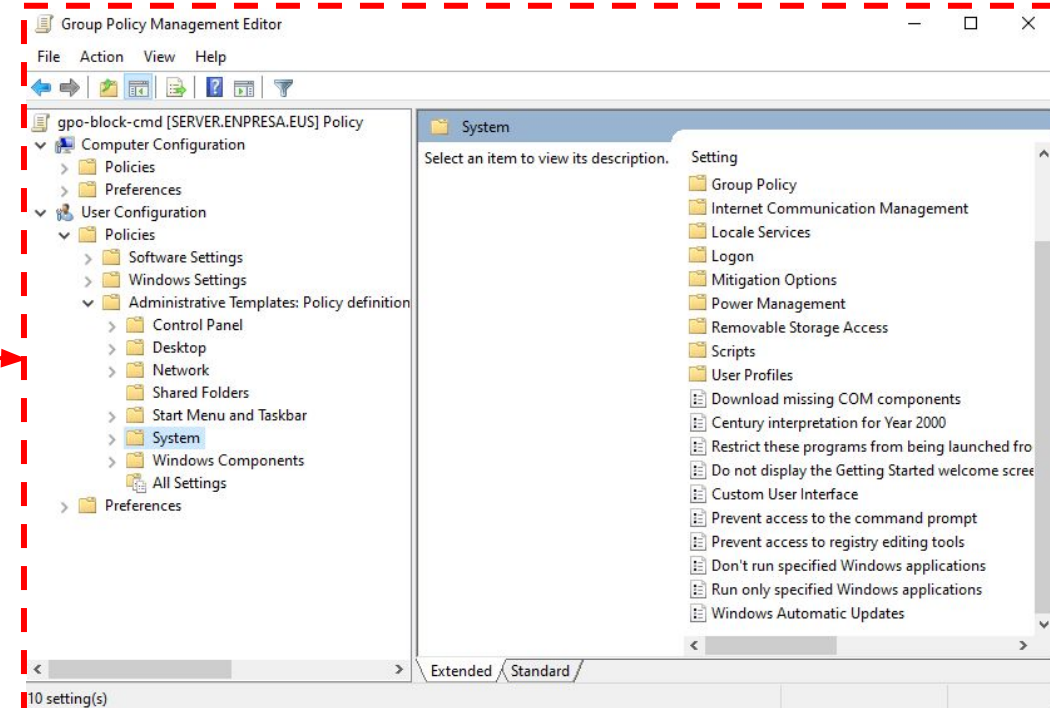 Group Policy Management Editor
File Action View Help
gpo-block-cmd [SERVER.ENPRESA.EUS] Policy
Computer Configuration
Policies
Preferences
User Configuration
Policies
Software Settings
Windows Settings
Administrative Templates: Policy definition
Control Panel
Desktop
Network
Shared Folders
Start Menu and Taskbar
System
Windows Components
All Settings
Preferences
System
Select an item to view its description.
Setting
Group Policy
Internet Communication Management
Locale Services
Logon
Mitigation Options
Power Management
Removable Storage Access
Scripts
User Profiles
Download missing COM components
Century interpretation for Year 2000
Restrict these programs from being launched fro
Do not display the Getting Started welcome scree
Custom User Interface
Prevent access to the command prompt
Prevent access to registry editing tools
Don't run specified Windows applications
Run only specified Windows applications
Windows Automatic Updates
Extended Standard
10 setting(s)